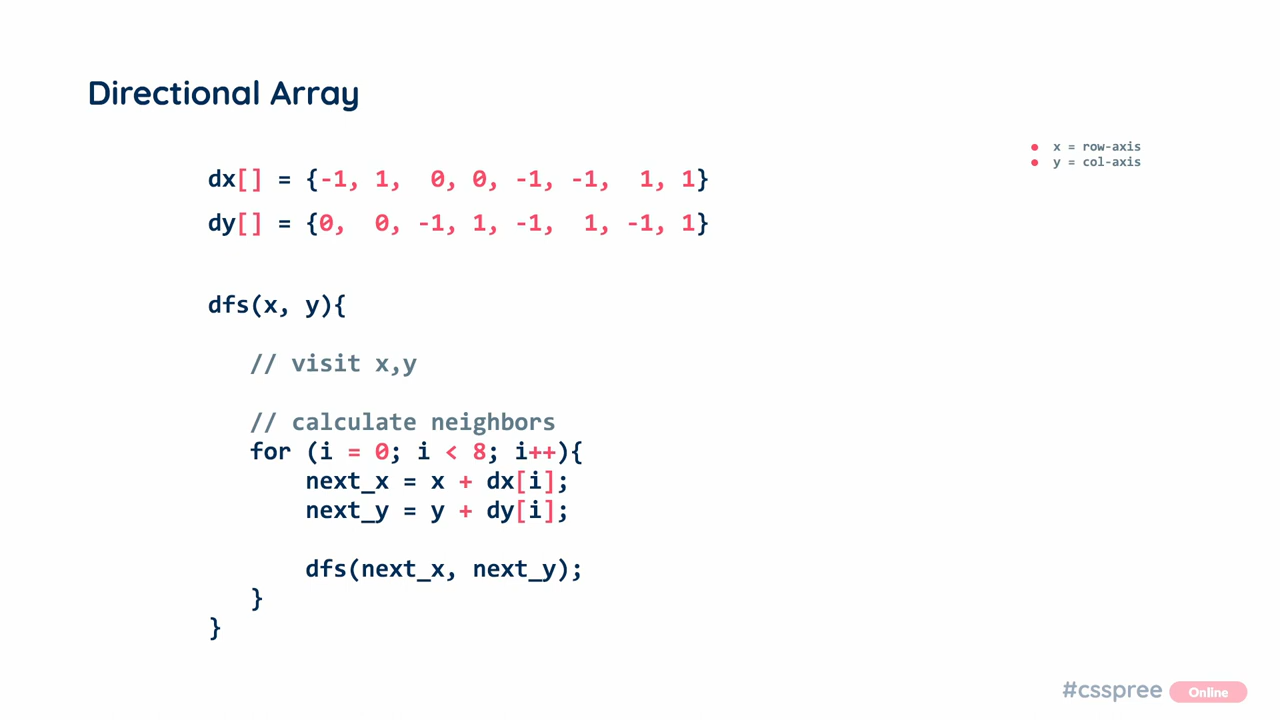 Directional Array
x = row-axis
y = col-axis
dx[] = {-1, 1, 0, 0, -1, -1, 1, 1}
dy[] = {0, 0, -1, 1, -1, 1, -1, 1}
dfs(x, y){
// visit x,y
// calculate neighbors
for (i = 0; i < 8; i++){
next_x = x + dx[i];
next_y = y + dy[i];
dfs(next_x, next_y);
}
}
#csspree Online